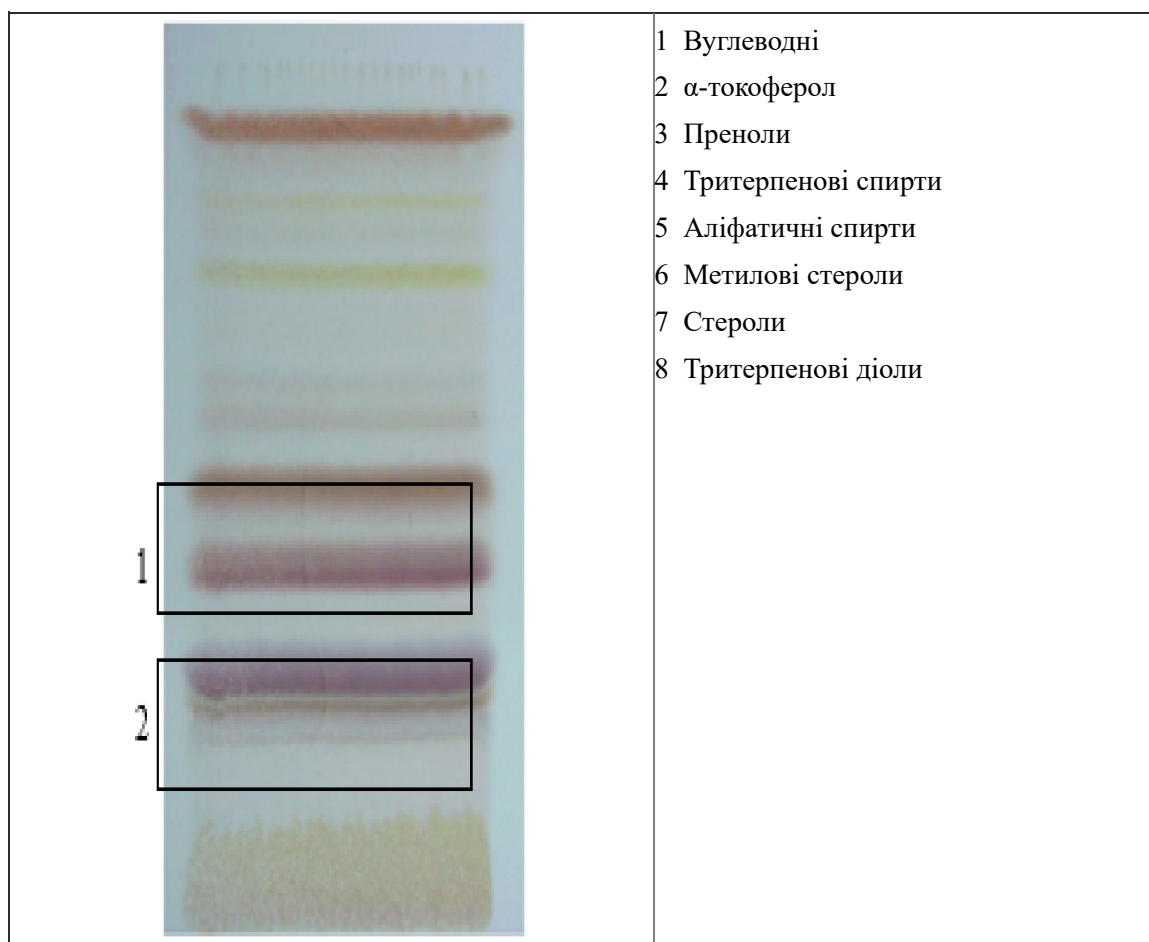 1 Вуглеводні
2 α-токоферол
3 Преноли
4 Тритерпенові спирти
5 Аліфатичні спирти
6 Метилові стероли
7 Стероли
8 Тритерпенові діоли
1
2